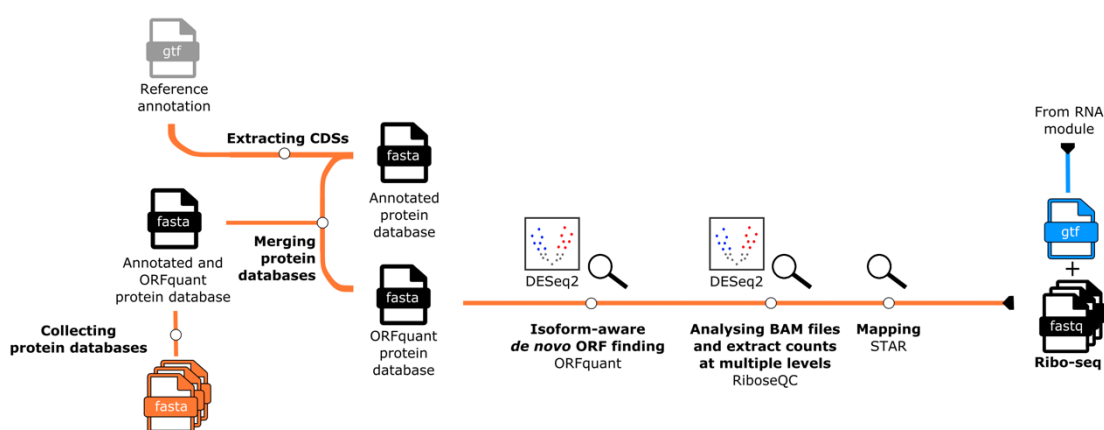 gtf
Reference
annotation
Extracting CDSs
fasta
Annotated
protein
database
fasta
Annotated and
ORFquant
protein database
Merging
protein
databases
fasta
ORFquant
protein
database
Collecting
protein databases
fasta
DESeq2
Isoform-aware
de novo ORF finding
ORFquant
DESeq2
Analysing BAM files
and extract counts
at multiple levels
RiboseQC
Mapping
STAR
From RNA
module
gtf
+
fastq
Ribo-seq